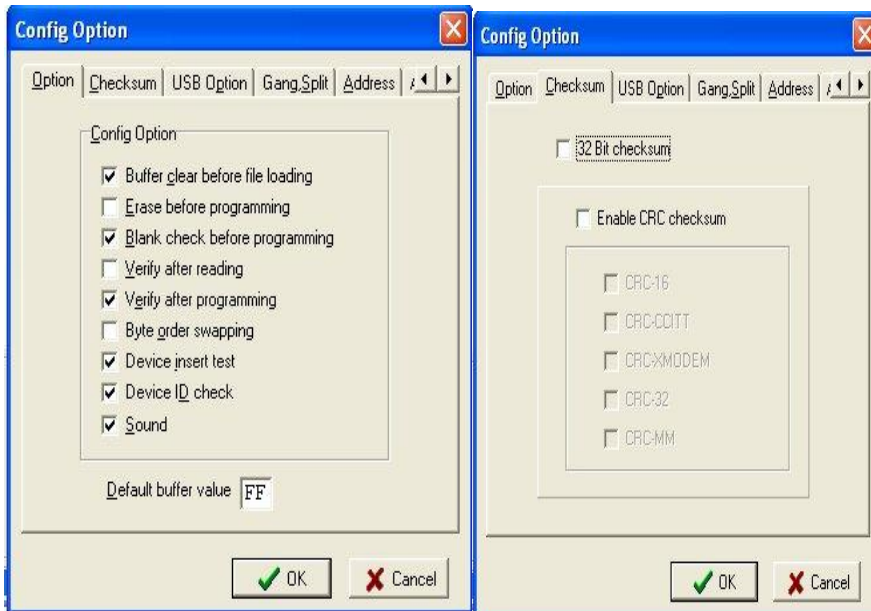 Config Option
Option Checksum USB Option Gang,Split Address
Config Option
Buffer clear before file loading
Erase before programming
Blank check before programming
Verify after reading
Verify after programming
Byte order swapping
Device insert test
Device ID check
Sound
Default buffer value FF
OK Cancel
Config Option
Option Checksum USB Option Gang,Split Address
32 Bit checksum
Enable CRC checksum
CRC-16
CRC-CCITT
CRC-XMODEM
CRC-32
CRC-MM
OK Cancel